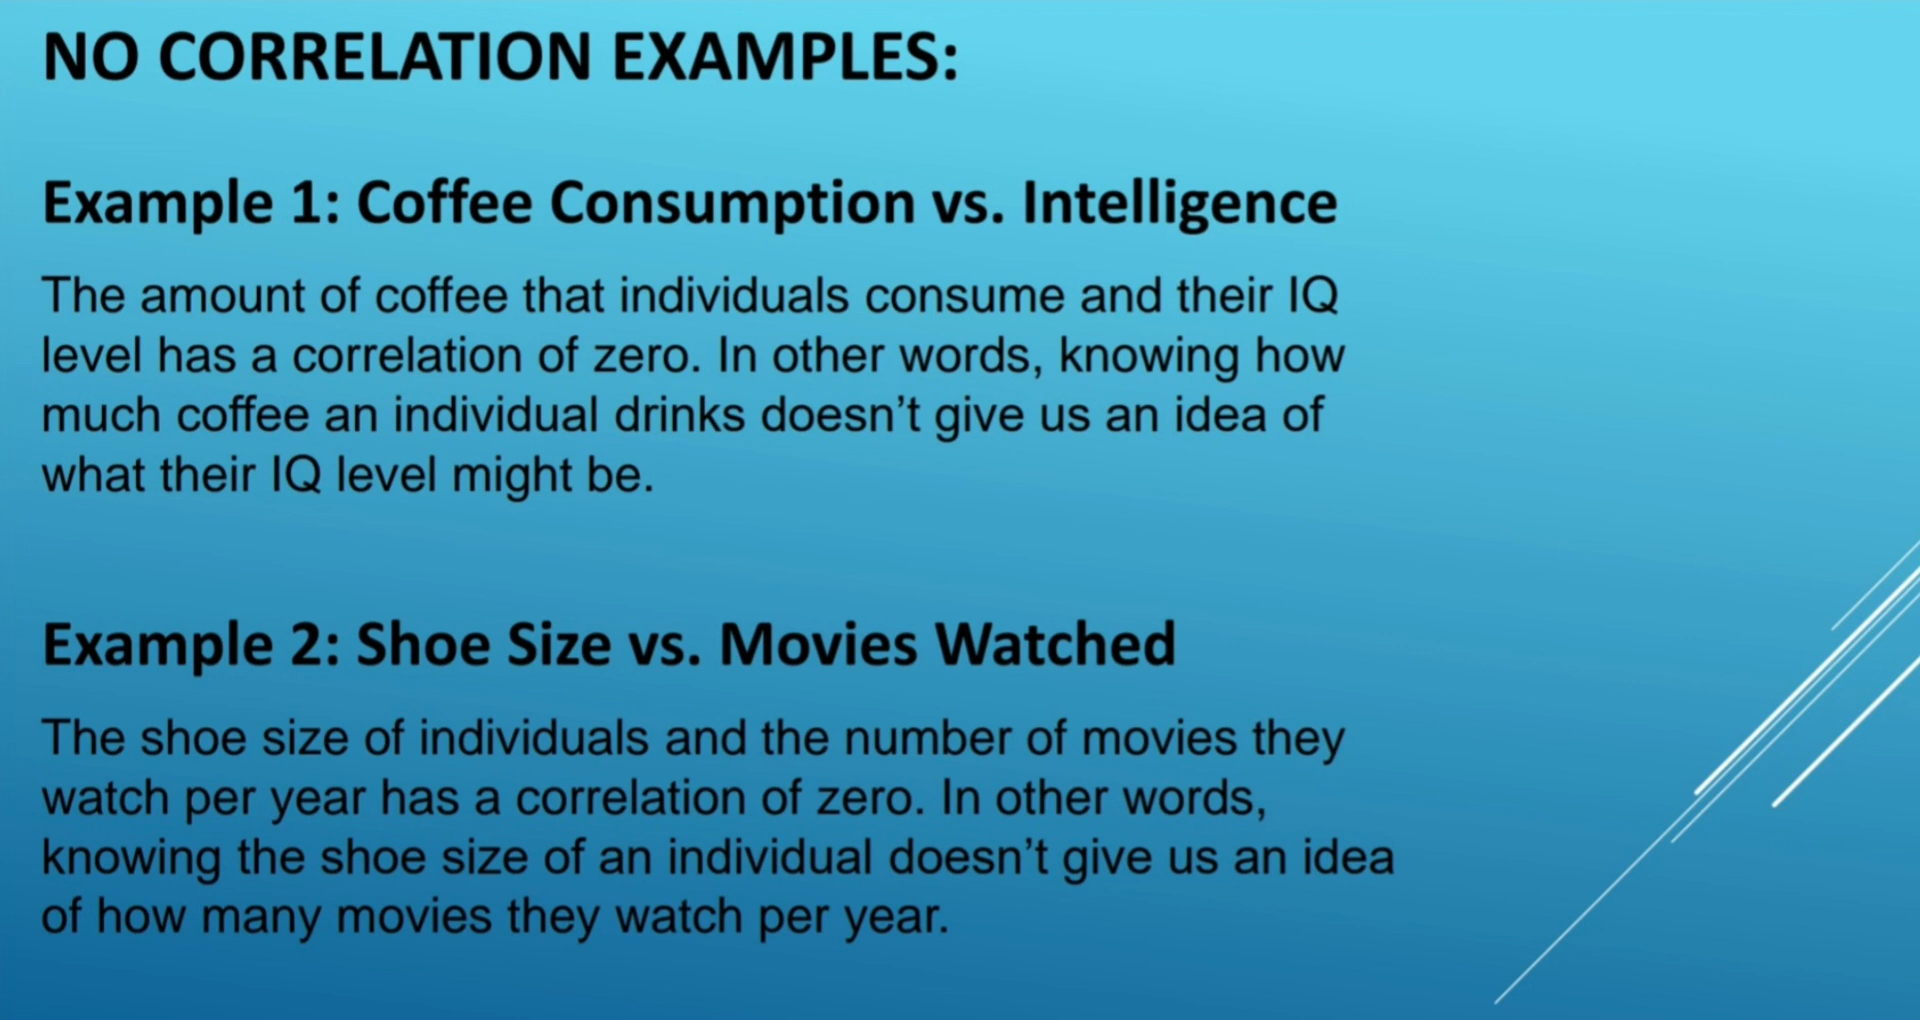 NO CORRELATION EXAMPLES:
Example 1: Coffee Consumption vs. Intelligence
The amount of coffee that individuals consume and their IQ
level has a correlation of zero. In other words, knowing how
much coffee an individual drinks doesn’t give us an idea of
what their IQ level might be.
Example 2: Shoe Size vs. Movies Watched
The shoe size of individuals and the number of movies they
watch per year has a correlation of zero. In other words,
knowing the shoe size of an individual doesn’t give us an idea
of how many movies they watch per year.